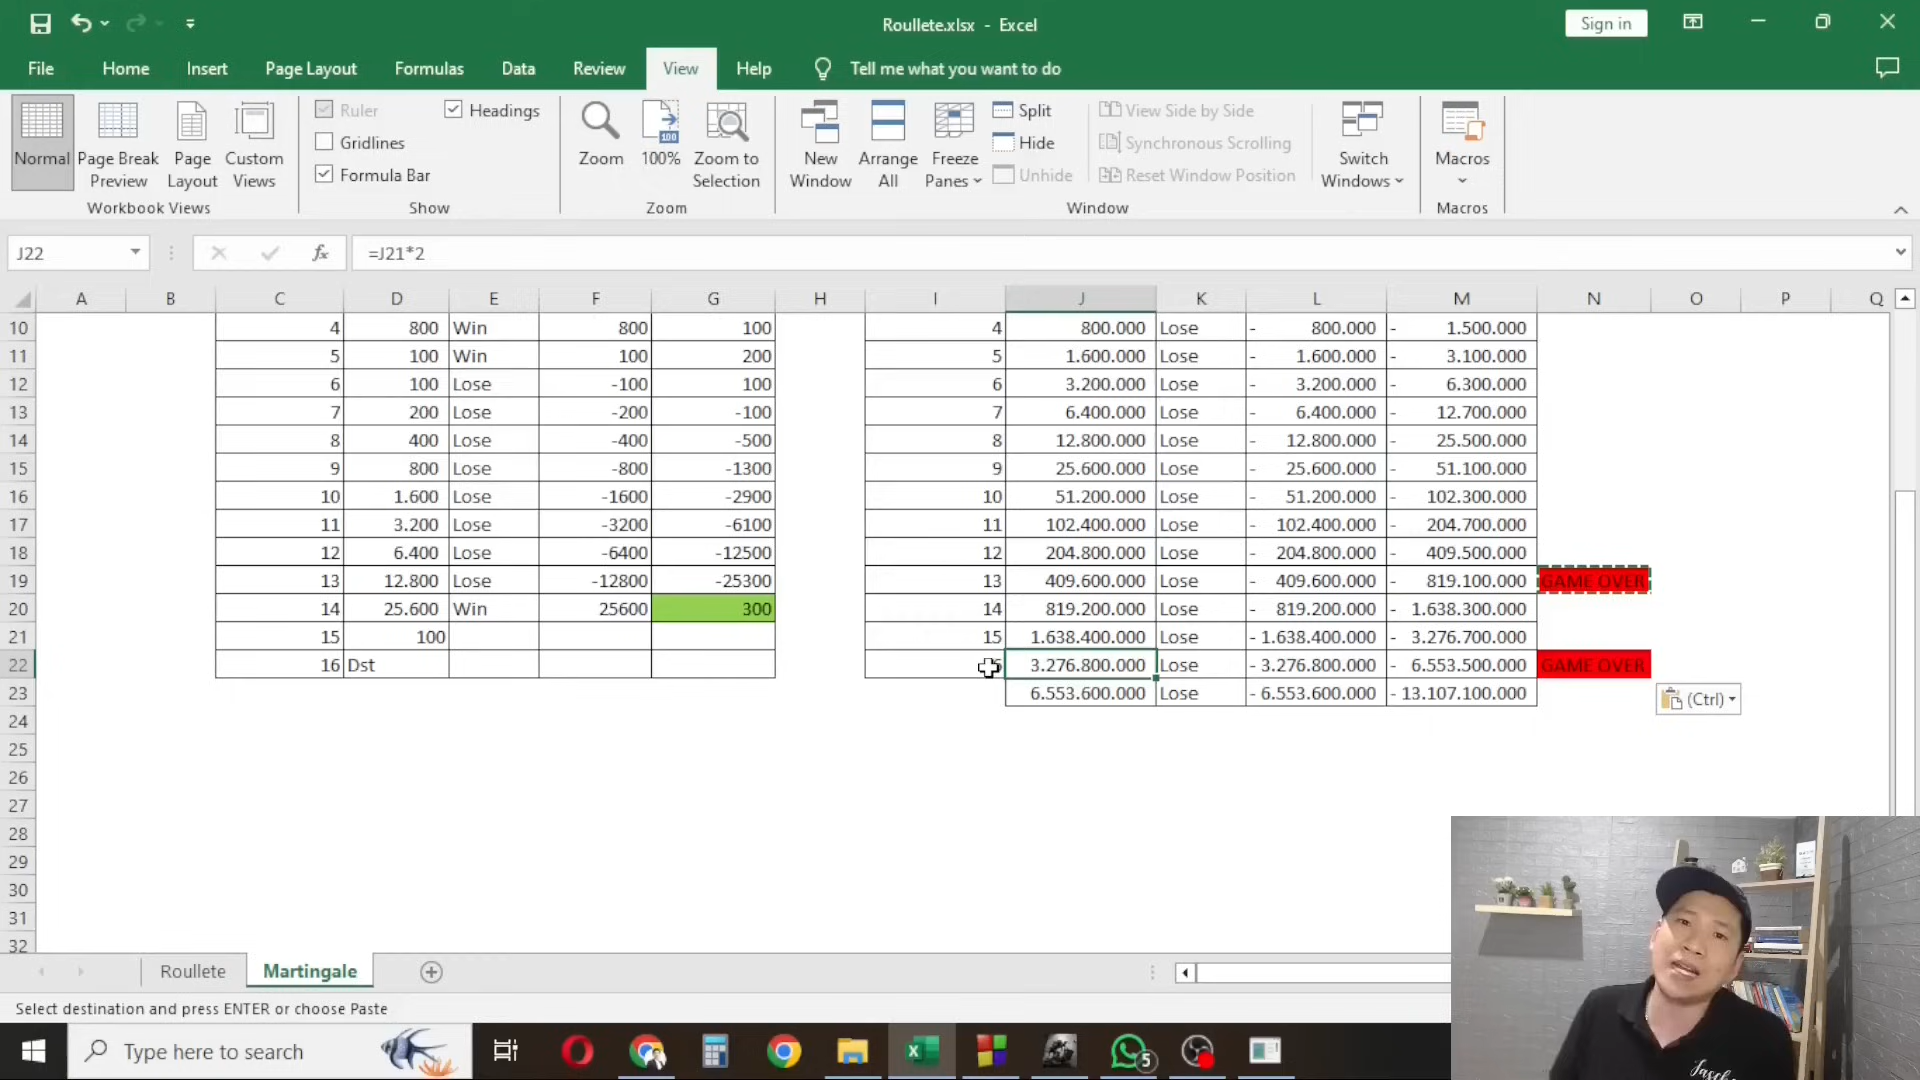 Roullete.xlsx - Excel
Sign in
File Home Insert Page Layout Formulas Data Review View Help Tell me what you want to do
Normal
Page Break Preview
Page Layout
Custom Views
Workbook Views
Ruler
Headings
Gridlines
Formula Bar
Show
Zoom
100%
Zoom to Selection
Zoom
New Window
Arrange All
Freeze Panes
Split
Hide
Unhide
View Side by Side
Synchronous Scrolling
Reset Window Position
Window
Switch Windows
Macros
Macros
J22 fx =J21*2
A B C D E F G H I J K L M N O P Q
10 4 800 Win 800 100 4 800.000 Lose - 800.000 - 1.500.000
11 5 100 Win 100 200 5 1.600.000 Lose - 1.600.000 - 3.100.000
12 6 100 Lose -100 100 6 3.200.000 Lose - 3.200.000 - 6.300.000
13 7 200 Lose -200 -100 7 6.400.000 Lose - 6.400.000 - 12.700.000
14 8 400 Lose -400 -500 8 12.800.000 Lose - 12.800.000 - 25.500.000
15 9 800 Lose -800 -1300 9 25.600.000 Lose - 25.600.000 - 51.100.000
16 10 1.600 Lose -1600 -2900 10 51.200.000 Lose - 51.200.000 - 102.300.000
17 11 3.200 Lose -3200 -6100 11 102.400.000 Lose - 102.400.000 - 204.700.000
18 12 6.400 Lose -6400 -12500 12 204.800.000 Lose - 204.800.000 - 409.500.000
19 13 12.800 Lose -12800 -25300 13 409.600.000 Lose - 409.600.000 - 819.100.000 GAME OVER
20 14 25.600 Win 25600 300 14 819.200.000 Lose - 819.200.000 - 1.638.300.000
21 15 100 15 1.638.400.000 Lose - 1.638.400.000 - 3.276.700.000
22 16 Dst 3.276.800.000 Lose - 3.276.800.000 - 6.553.500.000 GAME OVER
23 6.553.600.000 Lose - 6.553.600.000 - 13.107.100.000
(Ctrl)
24
25
26
27
28
29
30
31
32
Roullete Martingale
Select destination and press ENTER or choose Paste
Type here to search
5